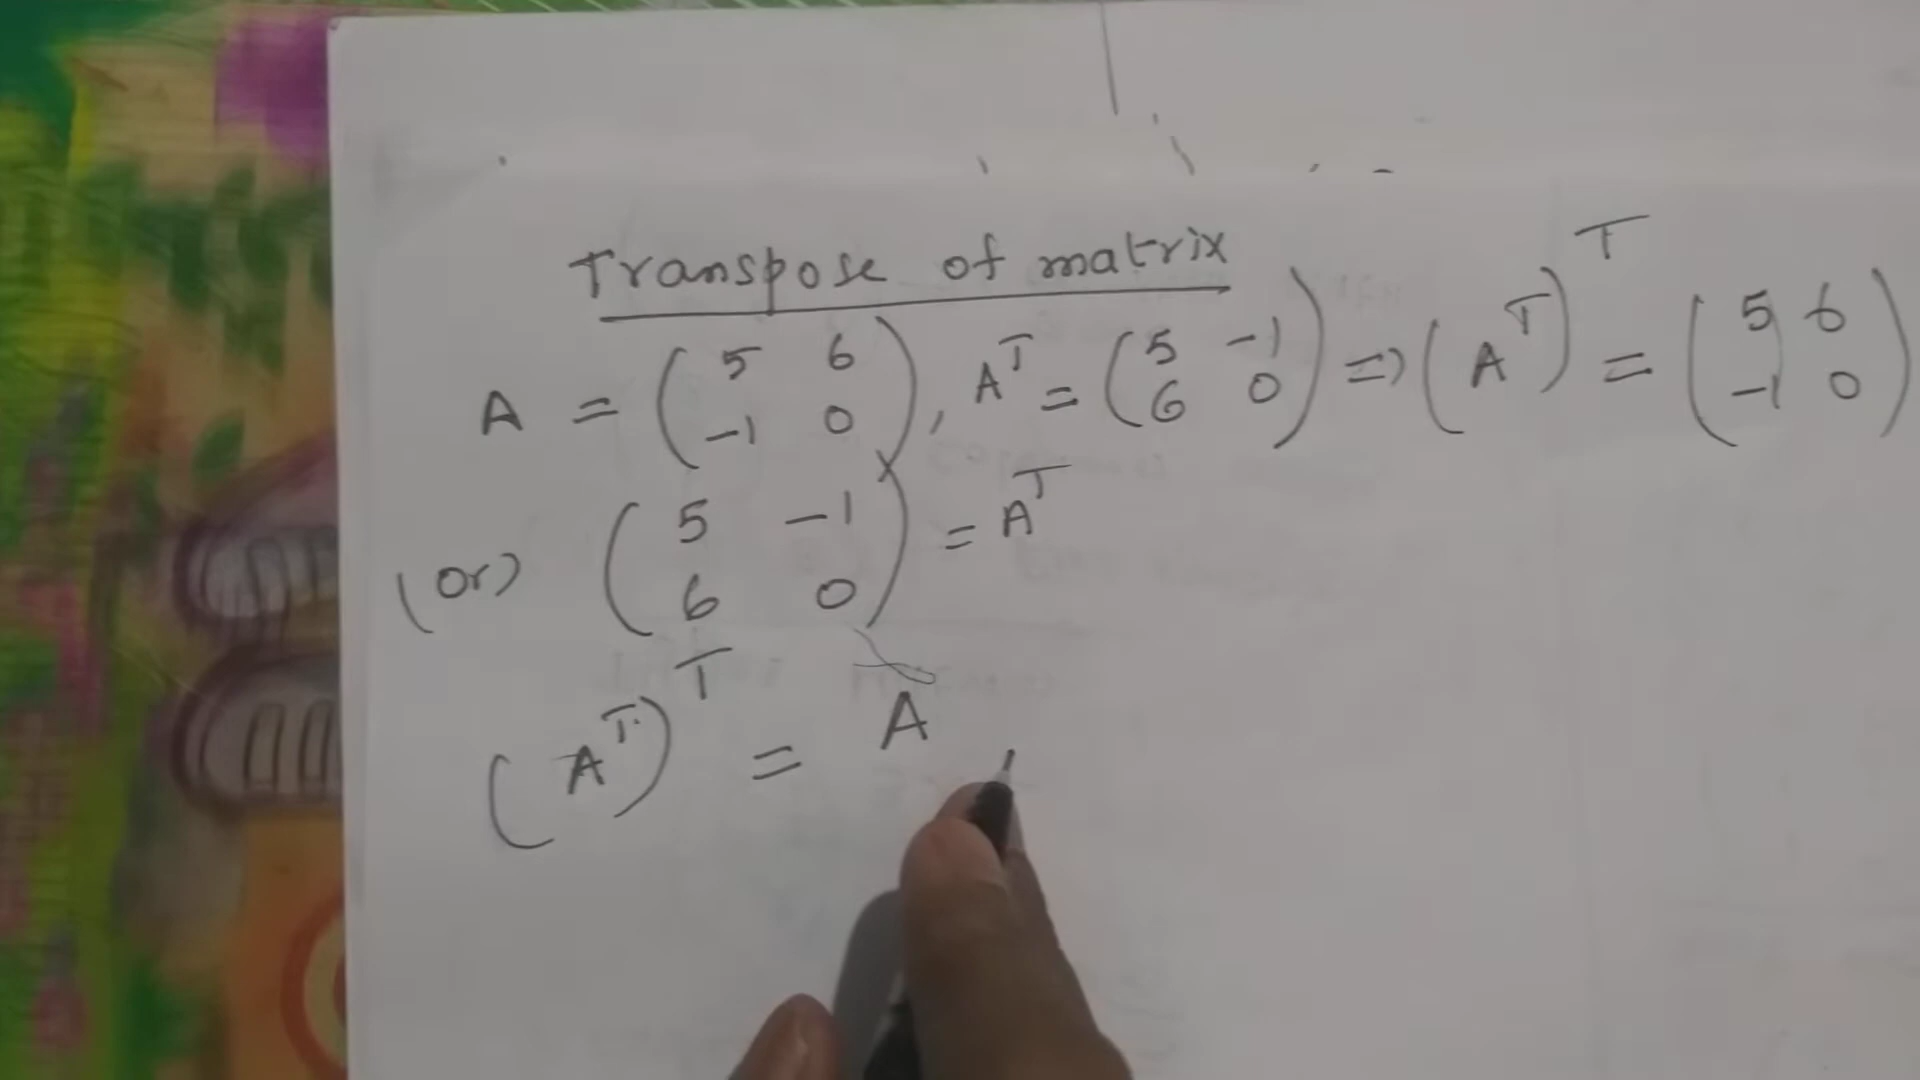 Transpose of matrix
A = (5 6 -1 0), A^T = (5 -1 6 0) => (A^T)^T = (5 6 -1 0)
(or) (5 -1 6 0) = A^T
(A^T)^T = A